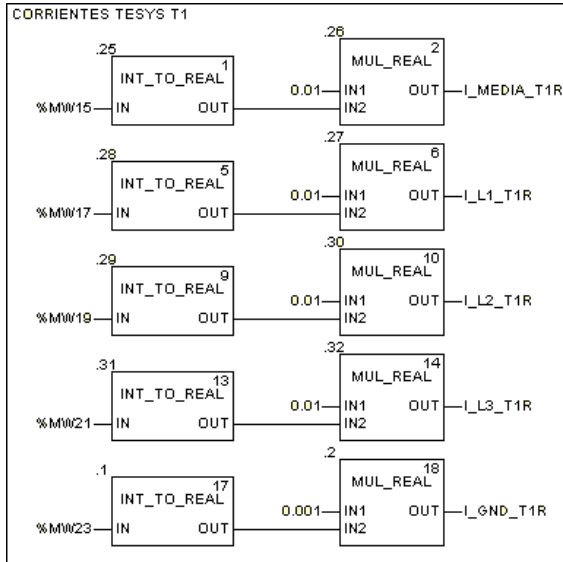 CORRIENTES TESYS T1
.25 .26
1 2
INT_TO_REAL MUL_REAL
0.01 IN1 OUT I_MEDIA_T1R
%MW15 IN OUT IN2
.28 .27
5 6
INT_TO_REAL MUL_REAL
0.01 IN1 OUT I_L1_T1R
%MW17 IN OUT IN2
.29 .30
9 10
INT_TO_REAL MUL_REAL
0.01 IN1 OUT I_L2_T1R
%MW19 IN OUT IN2
.31 .32
13 14
INT_TO_REAL MUL_REAL
0.01 IN1 OUT I_L3_T1R
%MW21 IN OUT IN2
.1 .2
17 18
INT_TO_REAL MUL_REAL
0.001 IN1 OUT I_GND_T1R
%MW23 IN OUT IN2